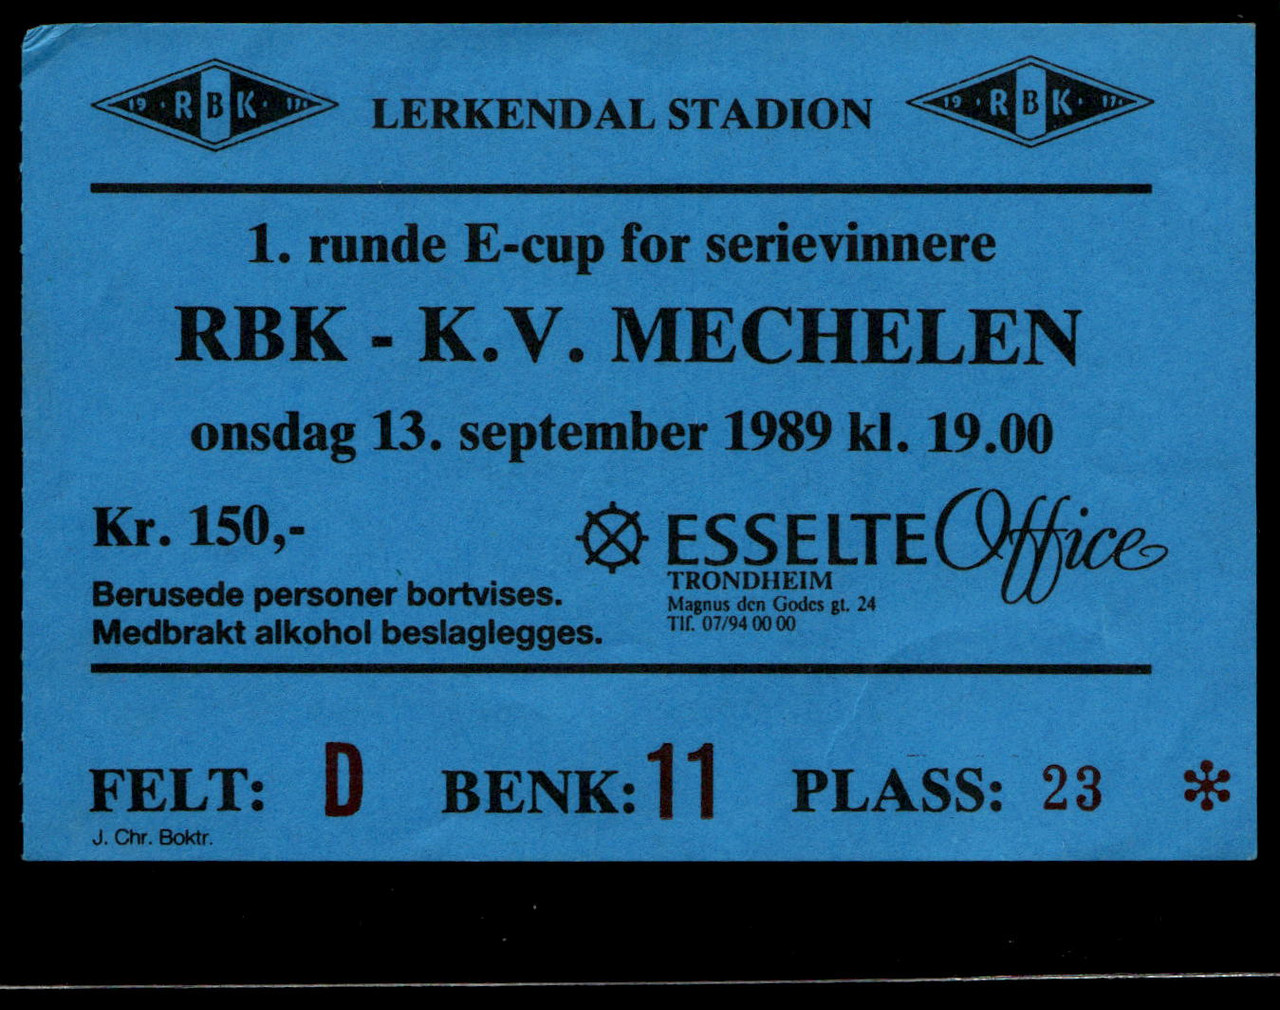 19 · RBK · 17 LERKENDAL STADION 19 · RBK · 17
1. runde E-cup for serievinnere
RBK - K.V. MECHELEN
onsdag 13. september 1989 kl. 19.00
Kr. 150,-
ESSELTE Office
TRONDHEIM
Magnus den Godes gt. 24
Tlf. 07/94 00 00
Berusede personer bortvises.
Medbrakt alkohol beslaglegges.
FELT: D BENK: 11 PLASS: 23 *
J. Chr. Boktr.